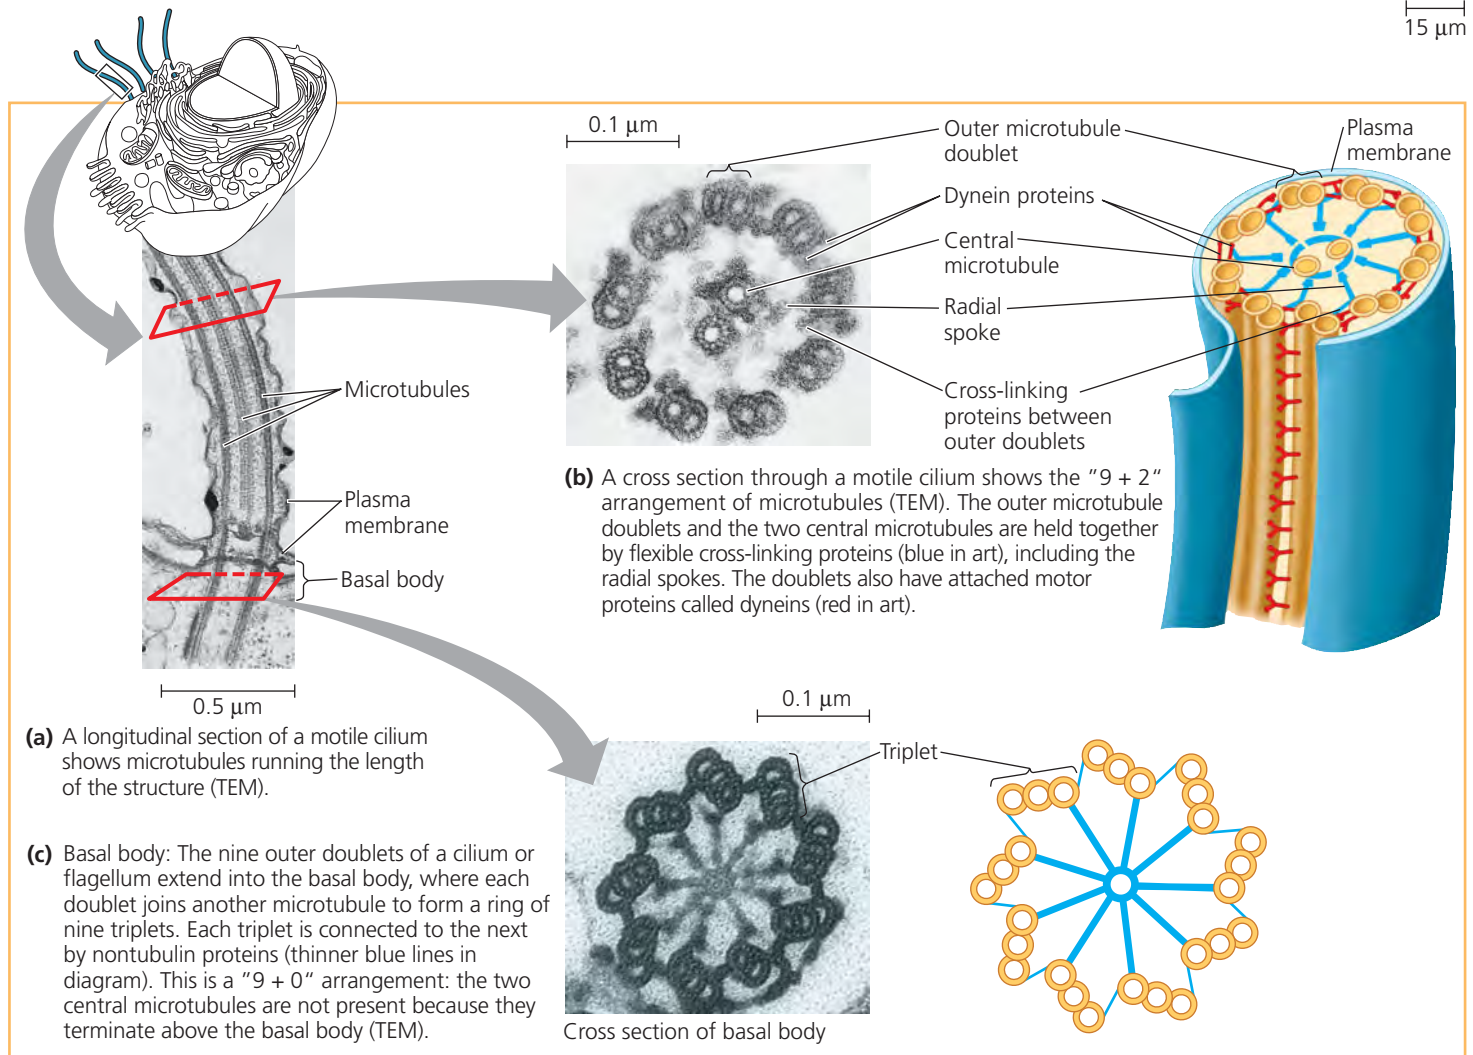 15 μm
0.1 μm
Outer microtubule
doublet
Plasma
membrane
Dynein proteins
Central
microtubule
Radial
spoke
Cross-linking
proteins between
outer doublets
Microtubules
Plasma
membrane
Basal body
0.5 μm
(a) A longitudinal section of a motile cilium
shows microtubules running the length
of the structure (TEM).
(b) A cross section through a motile cilium shows the "9 + 2"
arrangement of microtubules (TEM). The outer microtubule
doublets and the two central microtubules are held together
by flexible cross-linking proteins (blue in art), including the
radial spokes. The doublets also have attached motor
proteins called dyneins (red in art).
0.1 μm
Triplet
(c) Basal body: The nine outer doublets of a cilium or
flagellum extend into the basal body, where each
doublet joins another microtubule to form a ring of
nine triplets. Each triplet is connected to the next
by nontubulin proteins (thinner blue lines in
diagram). This is a "9 + 0" arrangement: the two
central microtubules are not present because they
terminate above the basal body (TEM).
Cross section of basal body